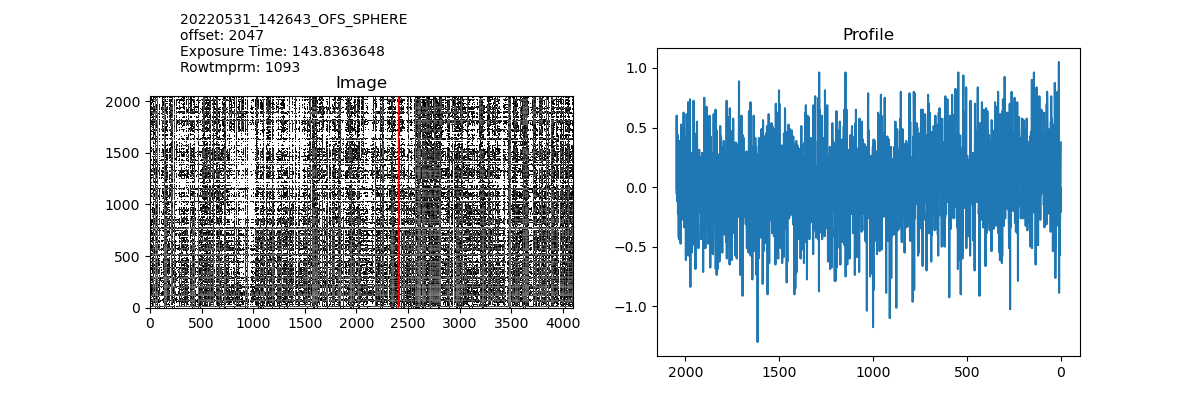 20220531_142643_OFS_SPHERE
offset: 2047
Exposure Time: 143.8363648
Rowtmprm: 1093
Image
2000
1500
1000
500
0
0 500 1000 1500 2000 2500 3000 3500 4000
Profile
1.0
0.5
0.0
−0.5
−1.0
2000 1500 1000 500 0